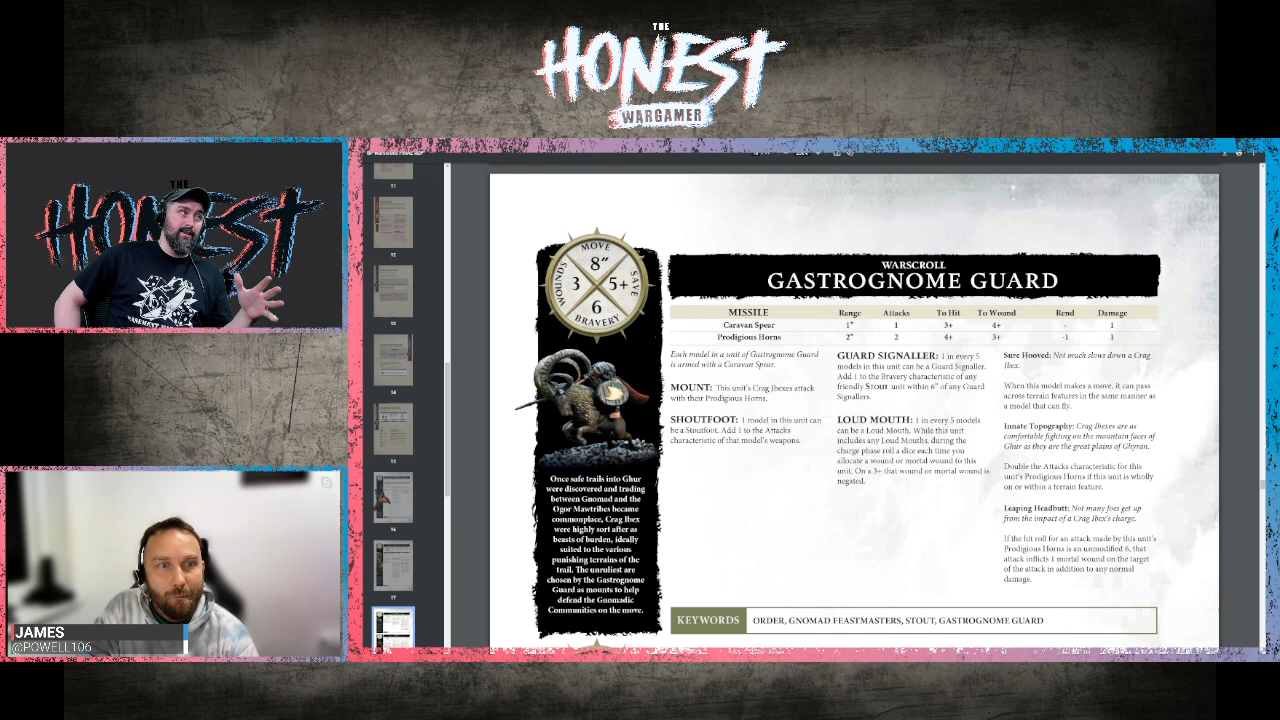 THE
HONEST
WARGAMER
THE
HONEST
JAMES
@POWELL106
11
12
13
14
15
16
17
MOVE
8"
WOUNDS
3
5+
SAVE
6
BRAVERY
WARSCROLL
GASTROGNOME GUARD
MISSILE Range Attacks To Hit To Wound Rend Damage
Caravan Spear 1" 1 3+ 4+ - 1
Prodigious Horns 2" 2 4+ 3+ -1 1
Each model in a unit of Gastrognome Guard
is armed with a Caravan Spear.
MOUNT: This unit's Crag Ibexes attack
with their Prodigious Horns.
SHOUTFOOT: 1 model in this unit can
be a Stoutfoot. Add 1 to the Attacks
characteristic of that model's weapons.
GUARD SIGNALLER: 1 in every 5
models in this unit can be a Guard Signaller.
Add 1 to the Bravery characteristic of any
friendly STOUT unit within 6" of any Guard
Signallers.
LOUD MOUTH: 1 in every 5 models
can be a Loud Mouth. While this unit
includes any Loud Mouths, during the
charge phase roll a dice each time you
allocate a wound or mortal wound to this
unit. On a 3+ that wound or mortal wound is
negated.
Sure Hooved: Not much slows down a Crag
Ibex.
When this model makes a move, it can pass
across terrain features in the same manner as
a model that can fly.
Innate Topography: Crag Ibexes are as
comfortable fighting on the mountain faces of
Ghur as they are the great plains of Ghyran.
Double the Attacks characteristic for this
unit's Prodigious Horns if this unit is wholly
on or within a terrain feature.
Leaping Headbutt: Not many foes get up
from the impact of a Crag Ibex's charge.
If the hit roll for an attack made by this unit's
Prodigious Horns is an unmodified 6, that
attack inflicts 1 mortal wound on the target
of the attack in addition to any normal
damage.
Once safe trails into Ghur
were discovered and trading
between Gnomad and the
Ogor Mawtribes became
commonplace, Crag Ibex
were highly sort after as
beasts of burden, ideally
suited to the various
punishing terrains of the
trail. The unruliest are
chosen by the Gastrognome
Guard as mounts to help
defend the Gnomadic
Communities on the move.
KEYWORDS ORDER, GNOMAD FEASTMASTERS, STOUT, GASTROGNOME GUARD